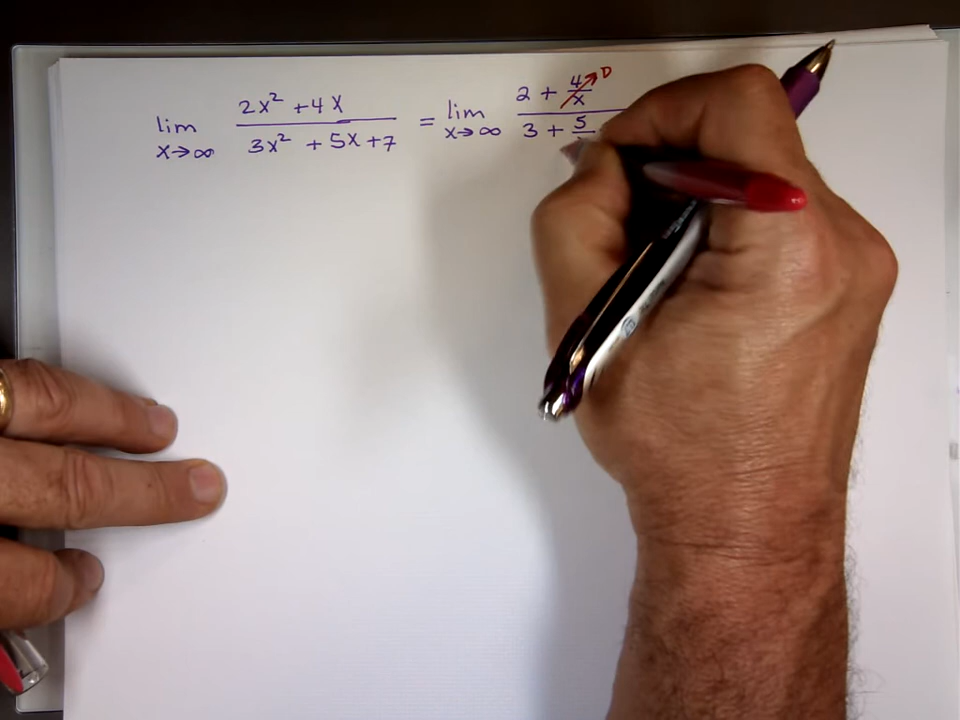 lim x→∞ (2x² + 4x)/(3x² + 5x + 7) = lim x→∞ (2 + 4/x → 0)/(3 + 5/